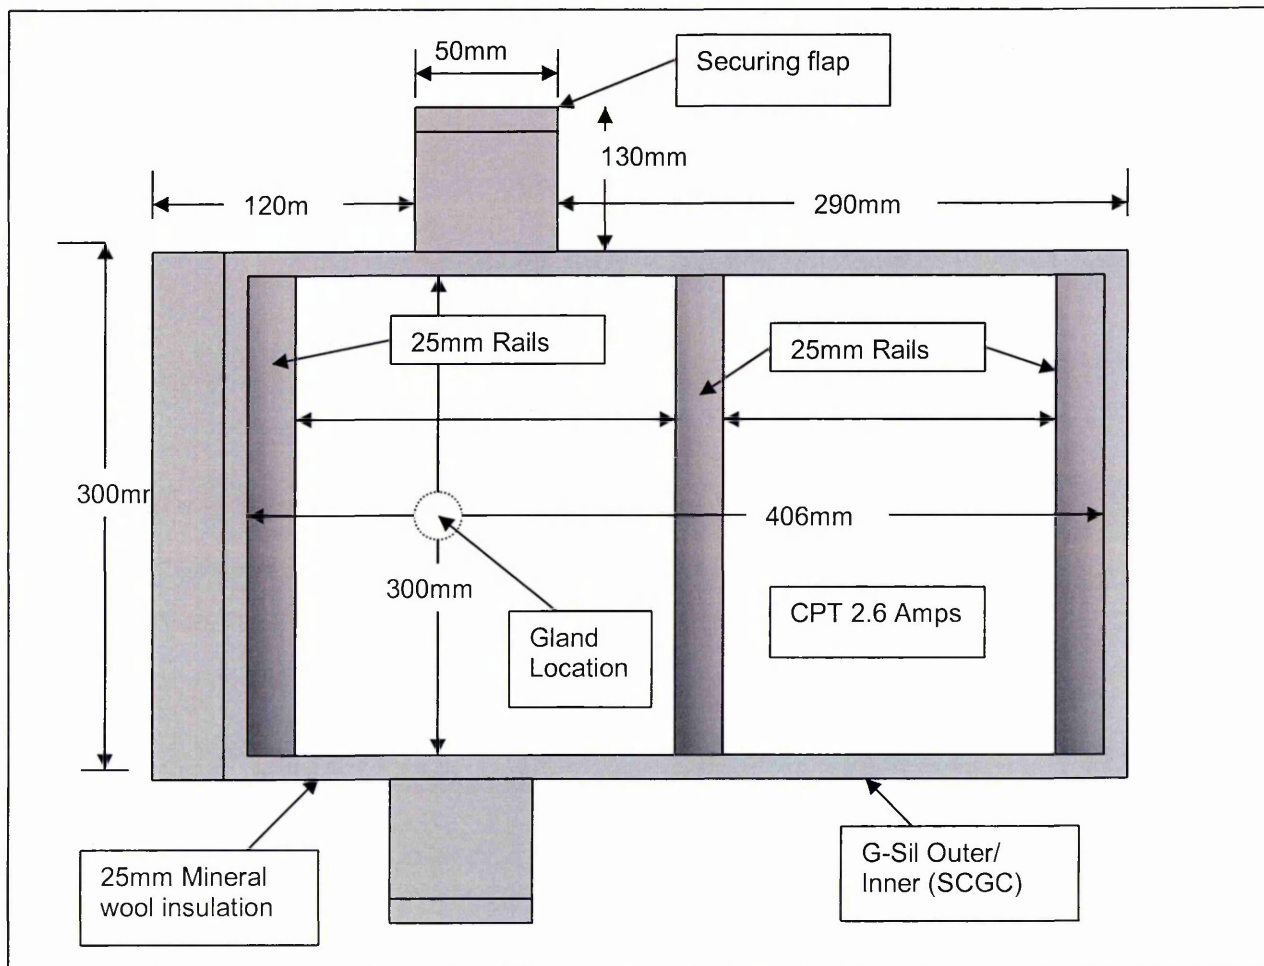 50mm
Securing flap
130mm
120m
290mm
25mm Rails
25mm Rails
300mr
406mm
300mm
CPT 2.6 Amps
Gland
Location
25mm Mineral
wool insulation
G-Sil Outer/
Inner (SCGC)